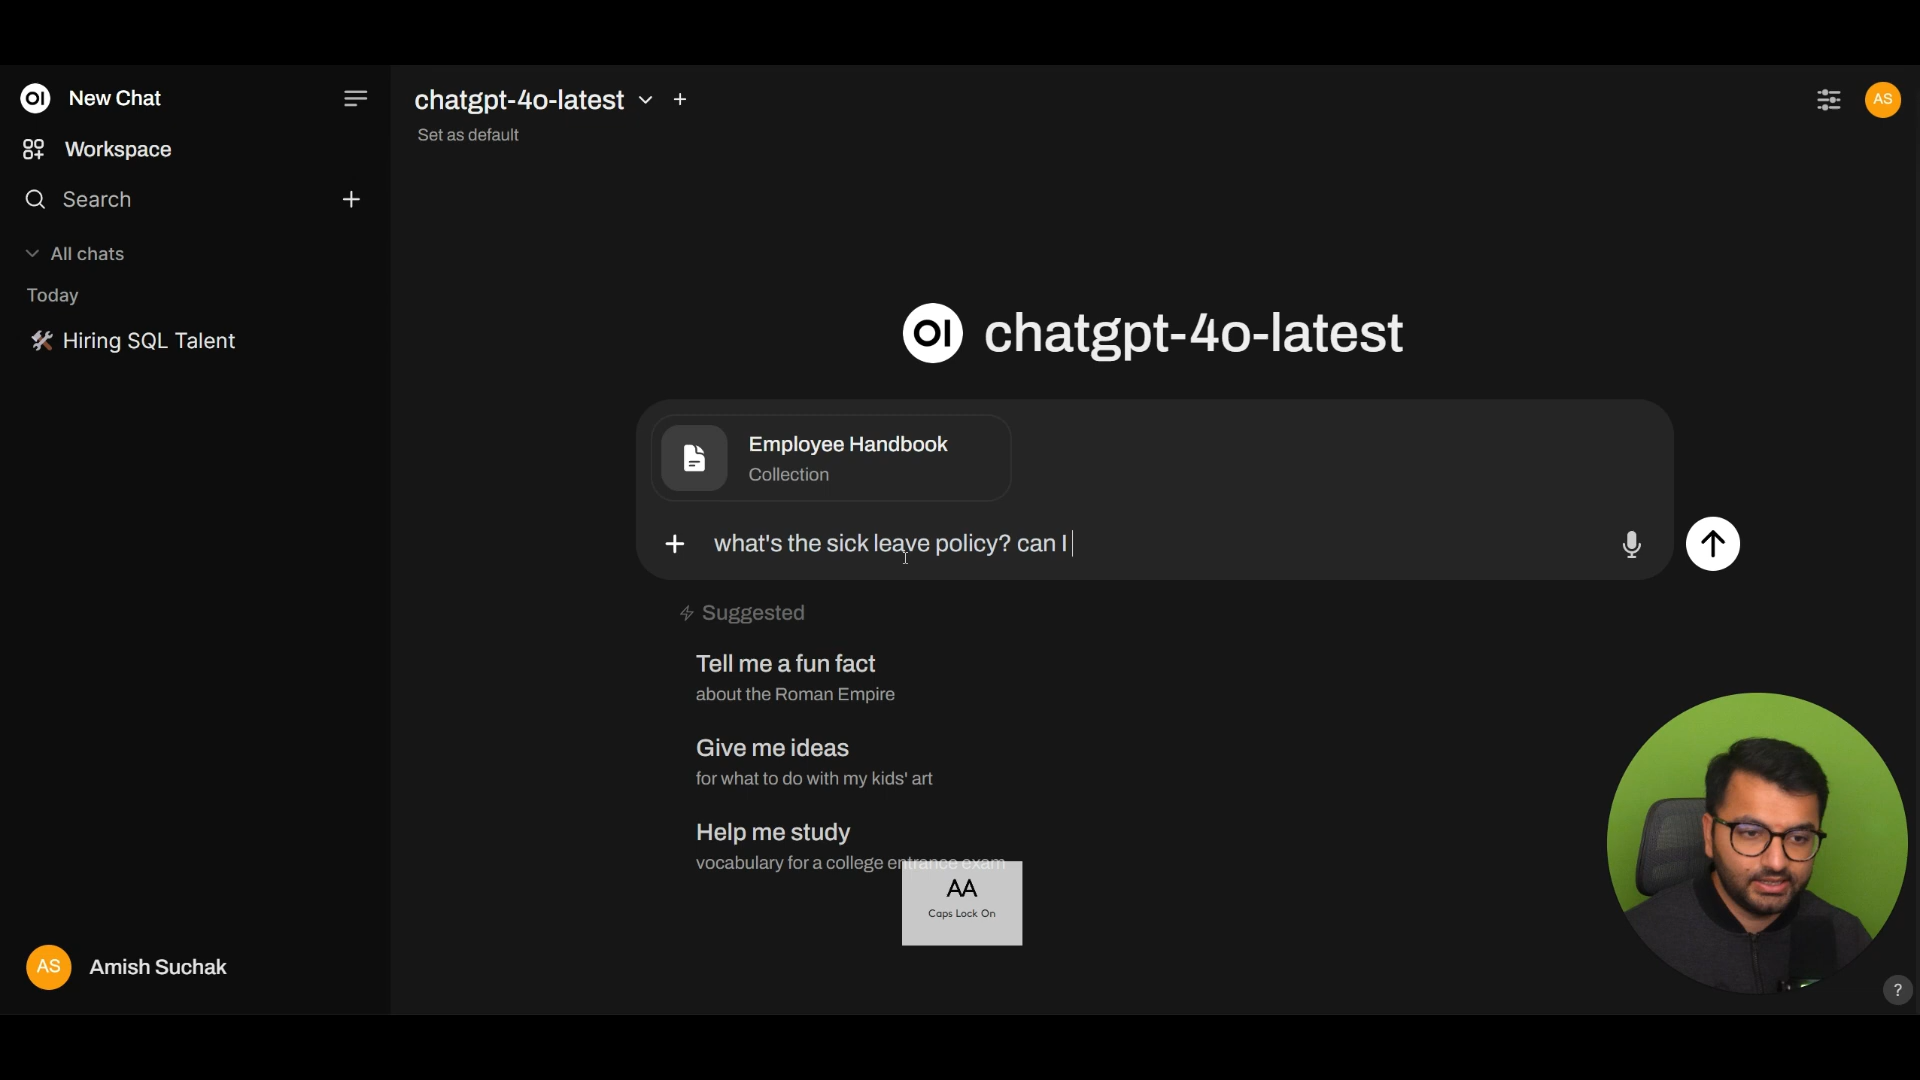 OI New Chat
Workspace
Search
All chats
Today
🛠 Hiring SQL Talent
AS Amish Suchak
chatgpt-4o-latest
Set as default
AS
OI chatgpt-4o-latest
Employee Handbook
Collection
what's the sick leave policy? can I
Suggested
Tell me a fun fact
about the Roman Empire
Give me ideas
for what to do with my kids' art
Help me study
vocabulary for a college entrance exam
AA
Caps Lock On
?